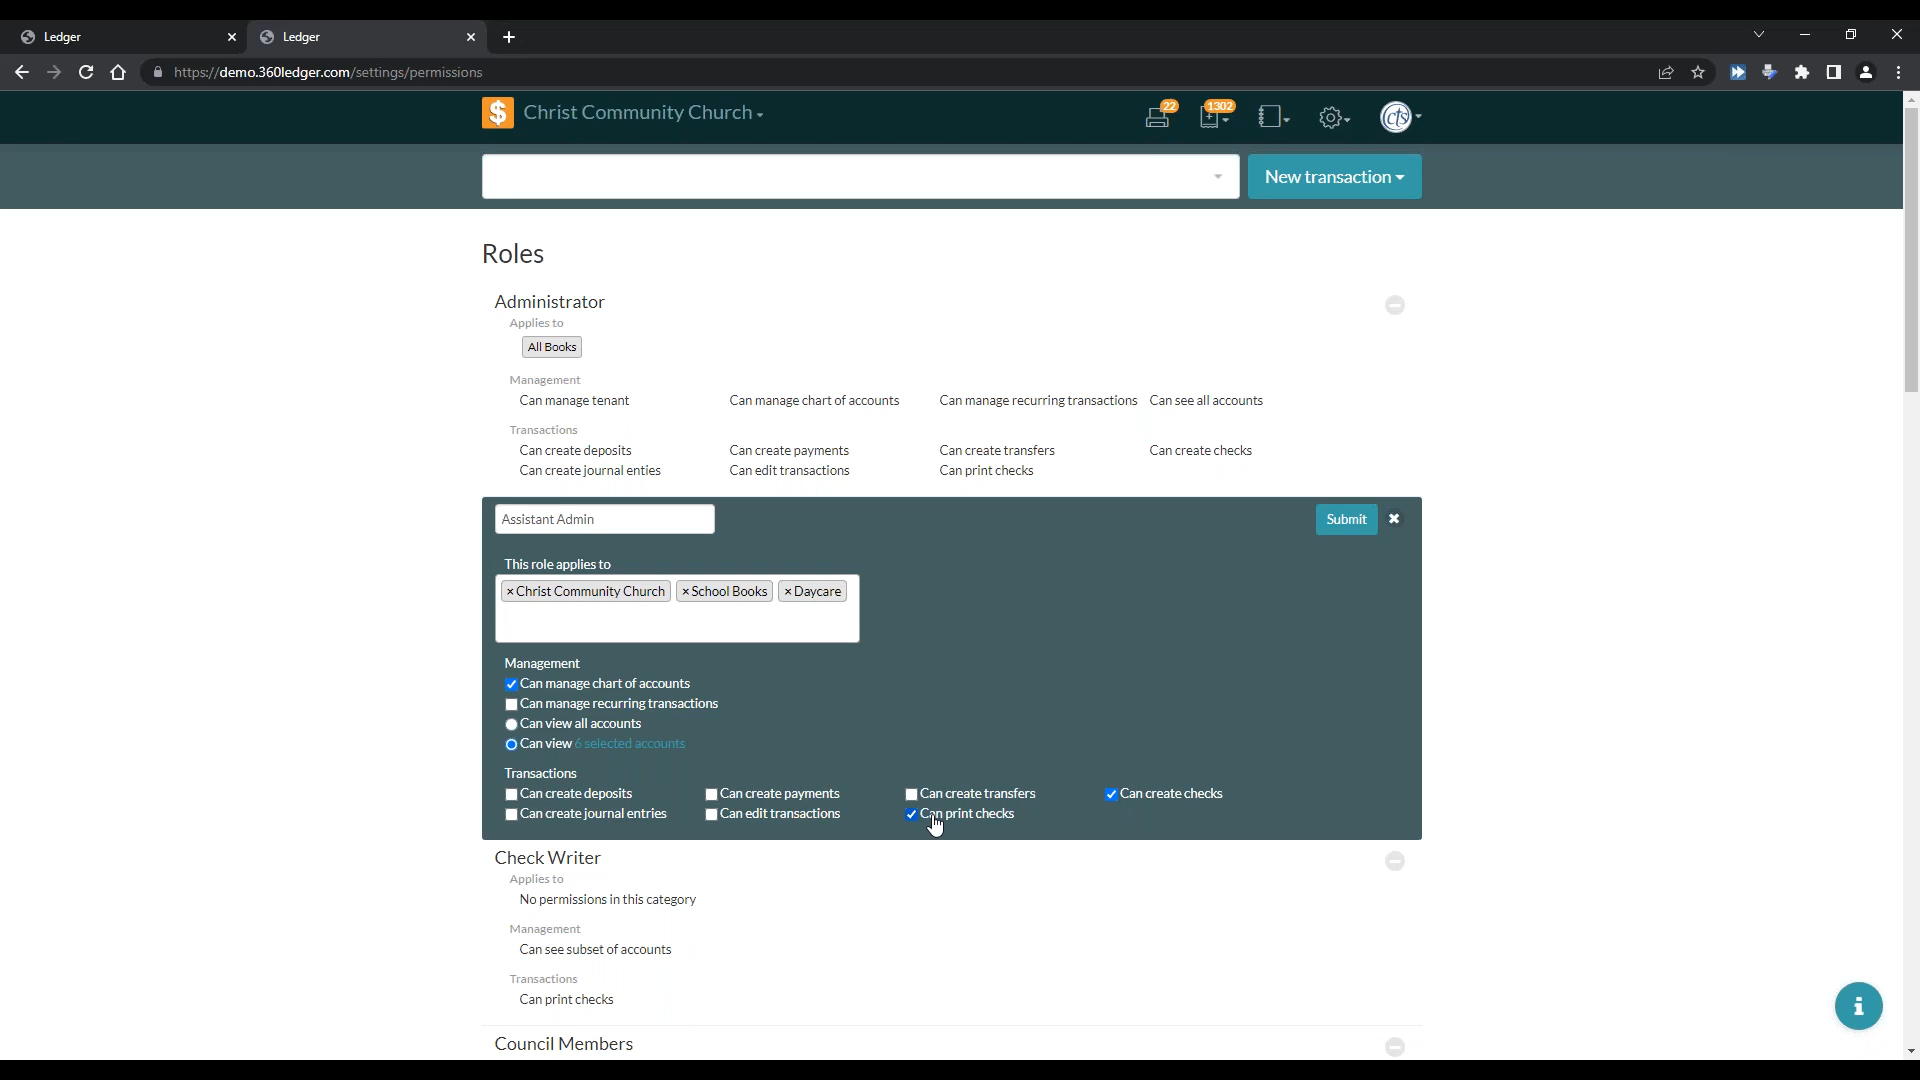 Ledger
Ledger
https://demo.360ledger.com/settings/permissions
$ Christ Community Church
22
1302
cts
New transaction
Roles
Administrator
Applies to
All Books
Management
Can manage tenant Can manage chart of accounts Can manage recurring transactions Can see all accounts
Transactions
Can create deposits Can create payments Can create transfers Can create checks
Can create journal enties Can edit transactions Can print checks
Assistant Admin Submit
This role applies to
× Christ Community Church × School Books × Daycare
Management
Can manage chart of accounts
Can manage recurring transactions
Can view all accounts
Can view 6 selected accounts
Transactions
Can create deposits Can create payments Can create transfers Can create checks
Can create journal entries Can edit transactions Can print checks
Check Writer
Applies to
No permissions in this category
Management
Can see subset of accounts
Transactions
Can print checks
Council Members
i